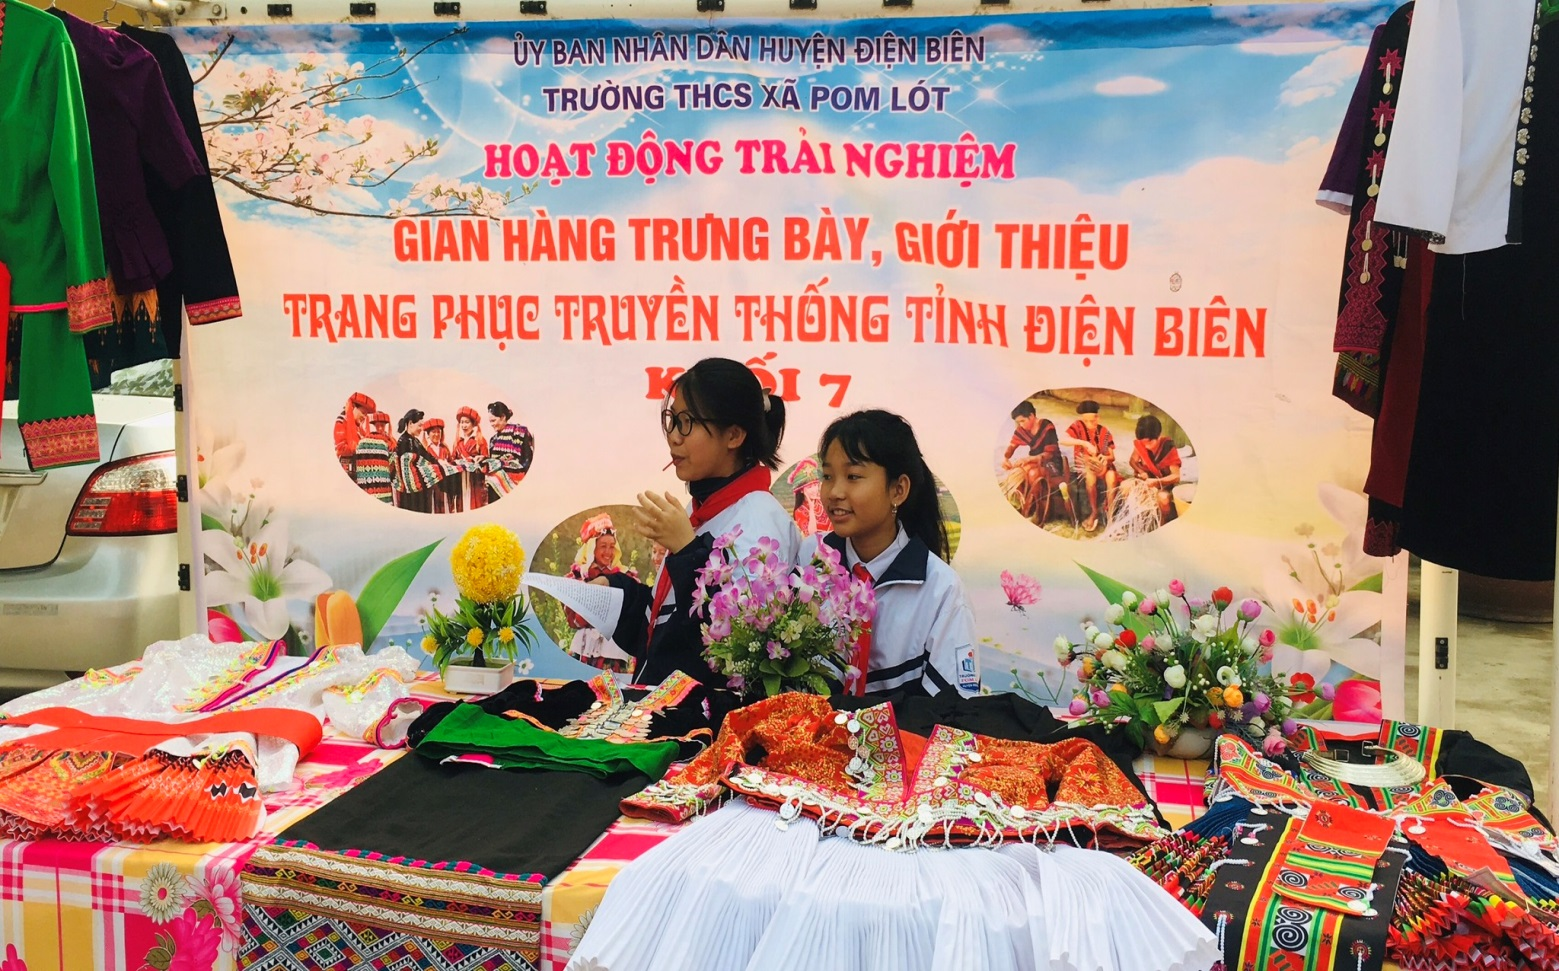 ỦY BAN NHÂN DÂN HUYỆN ĐIỆN BIÊN
TRƯỜNG THCS XÃ POM LÓT
HOẠT ĐỘNG TRẢI NGHIỆM
GIAN HÀNG TRƯNG BÀY, GIỚI THIỆU
TRANG PHỤC TRUYỀN THỐNG TỈNH ĐIỆN BIÊN
7